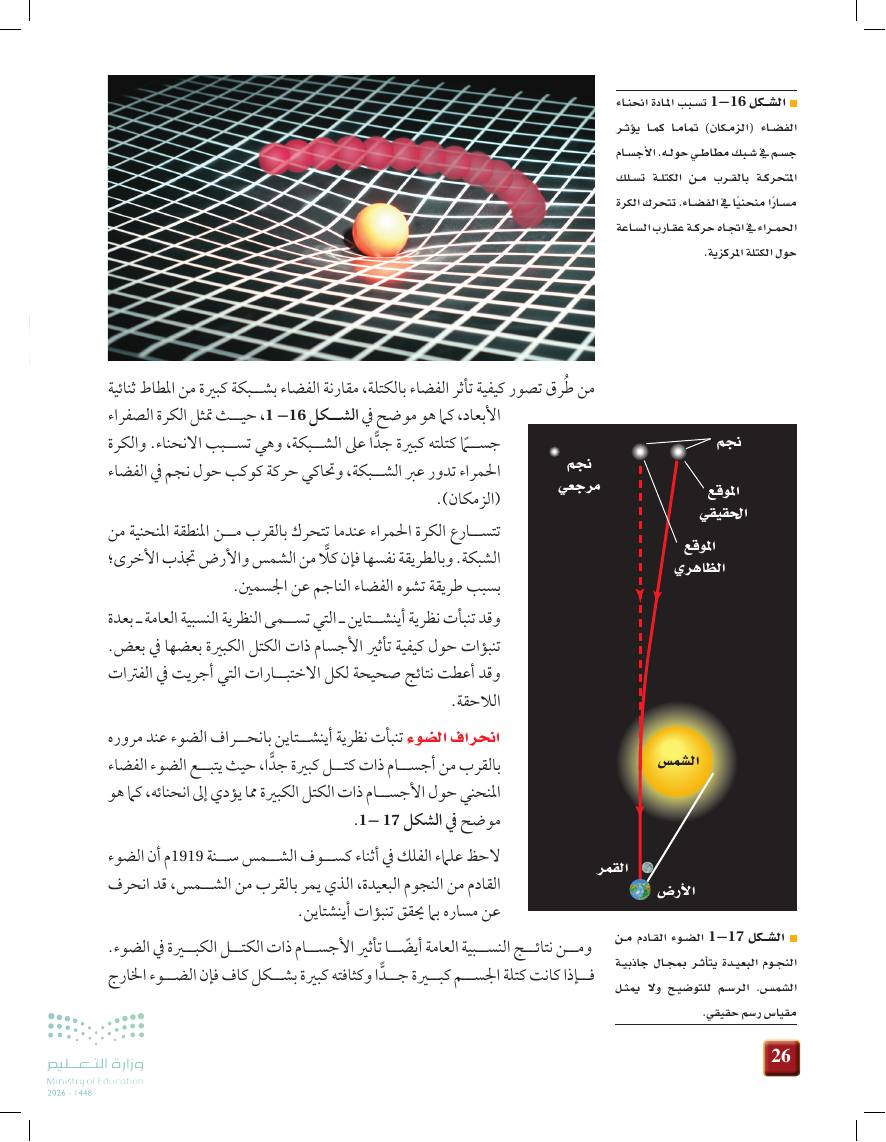 الشكل 16–1 تسبب المادة انحناء
الفضاء (الزمكان) تماما كما يؤثر
جسم في شبك مطاطي حوله. الأجسام
المتحركة بالقرب من الكتلة تسلك
مسارًا منحنيًا في الفضاء. تتحرك الكرة
الحمراء في اتجاه حركة عقارب الساعة
حول الكتلة المركزية.
من طُرق تصور كيفية تأثر الفضاء بالكتلة، مقارنة الفضاء بشبكة كبيرة من المطاط ثنائية
الأبعاد، كما هو موضح في الشكل 16–1، حيث تمثل الكرة الصفراء
جسمًا كتلته كبيرة جدًّا على الشبكة، وهي تسبب الانحناء. والكرة
الحمراء تدور عبر الشبكة، وتحاكي حركة كوكب حول نجم في الفضاء
(الزمكان).
تتسارع الكرة الحمراء عندما تتحرك بالقرب من المنطقة المنحنية من
الشبكة. وبالطريقة نفسها فإن كلًّا من الشمس والأرض تجذب الأخرى؛
بسبب طريقة تشوه الفضاء الناجم عن الجسمين.
وقد تنبأت نظرية أينشتاين ـ التي تسمى النظرية النسبية العامة ـ بعدة
تنبؤات حول كيفية تأثير الأجسام ذات الكتل الكبيرة بعضها في بعض.
وقد أعطت نتائج صحيحة لكل الاختبارات التي أجريت في الفترات
اللاحقة.
انحراف الضوء تنبأت نظرية أينشتاين بانحراف الضوء عند مروره
بالقرب من أجسام ذات كتل كبيرة جدًّا، حيث يتبع الضوء الفضاء
المنحني حول الأجسام ذات الكتل الكبيرة مما يؤدي إلى انحنائه، كما هو
موضح في الشكل 17–1.
لاحظ علماء الفلك في أثناء كسوف الشمس سنة 1919م أن الضوء
القادم من النجوم البعيدة، الذي يمر بالقرب من الشمس، قد انحرف
عن مساره بما يحقق تنبؤات أينشتاين.
ومن نتائج النسبية العامة أيضًا تأثير الأجسام ذات الكتل الكبيرة في الضوء.
فإذا كانت كتلة الجسم كبيرة جدًّا وكثافته كبيرة بشكل كاف فإن الضوء الخارج
نجم
نجم
مرجعي
الموقع
الحقيقي
الموقع
الظاهري
الشمس
القمر
الأرض
الشكل 17–1 الضوء القادم من
النجوم البعيدة يتأثر بمجال جاذبية
الشمس. الرسم للتوضيح ولا يمثل
مقياس رسم حقيقي.
26
وزارة التعليم
Ministry of Education
2026 - 1448